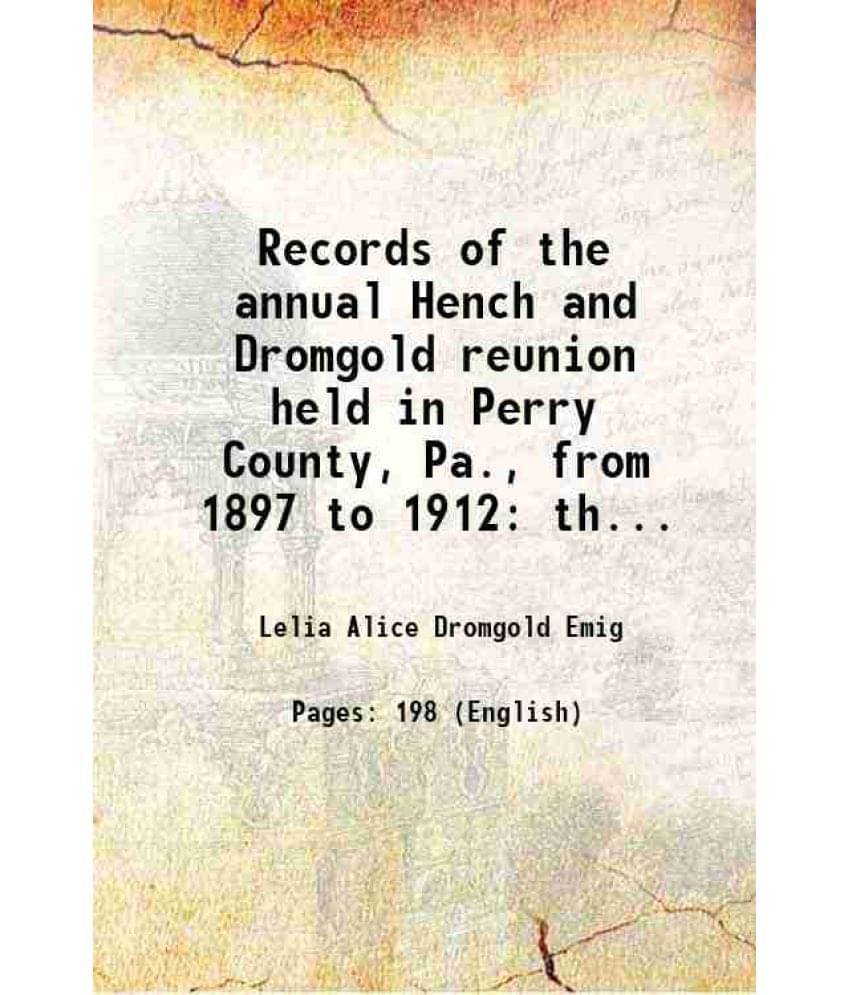 Records of the
annual Hench and
Dromgold reunion
held in Perry
County, Pa., from
1897 to 1912: th...
Lelia Alice Dromgold Emig
Pages: 198 (English)